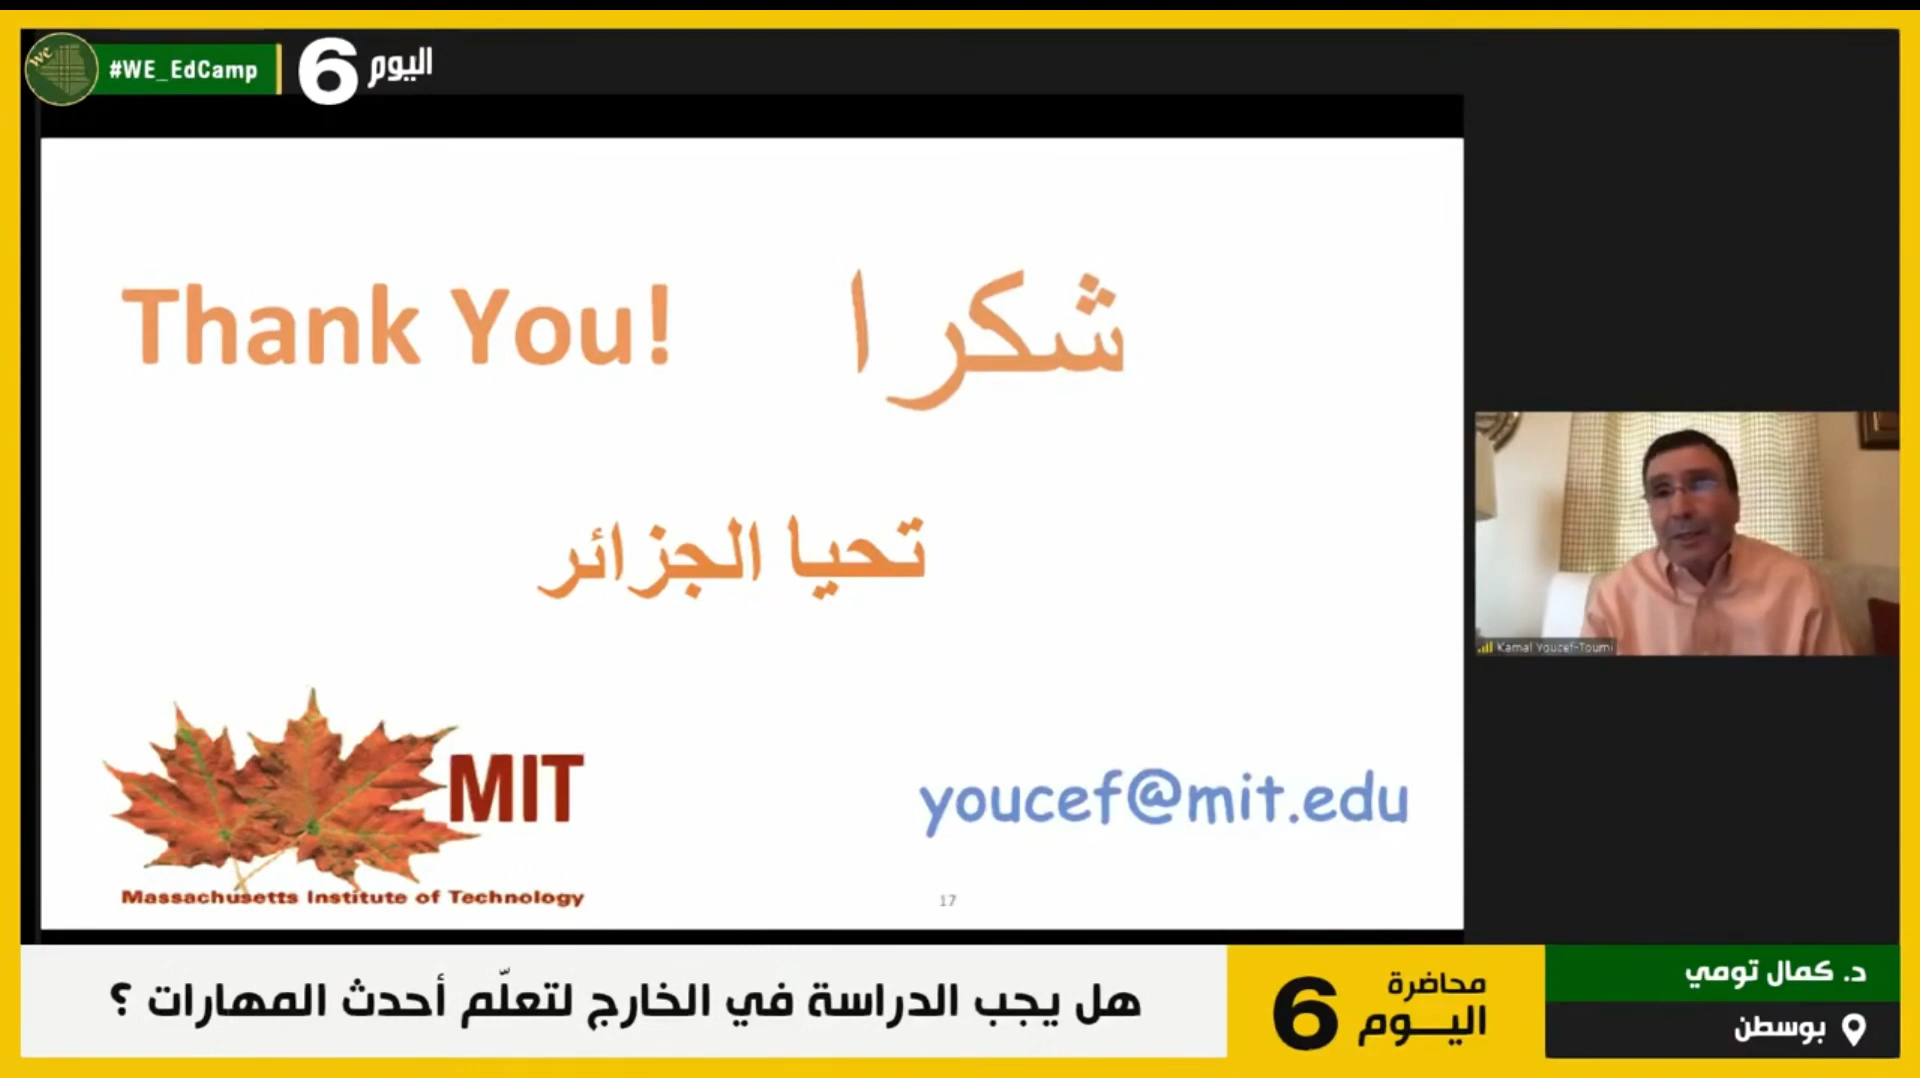 #WE_EdCamp
اليوم 6
Thank You!
شكرا
تحيا الجزائر
MIT
Massachusetts Institute of Technology
youcef@mit.edu
17
Kamal Youcef-Toumi
هل يجب الدراسة في الخارج لتعلّم أحدث المهارات ؟
محاضرة
اليـــوم 6
د. كمال تومي
بوسطن